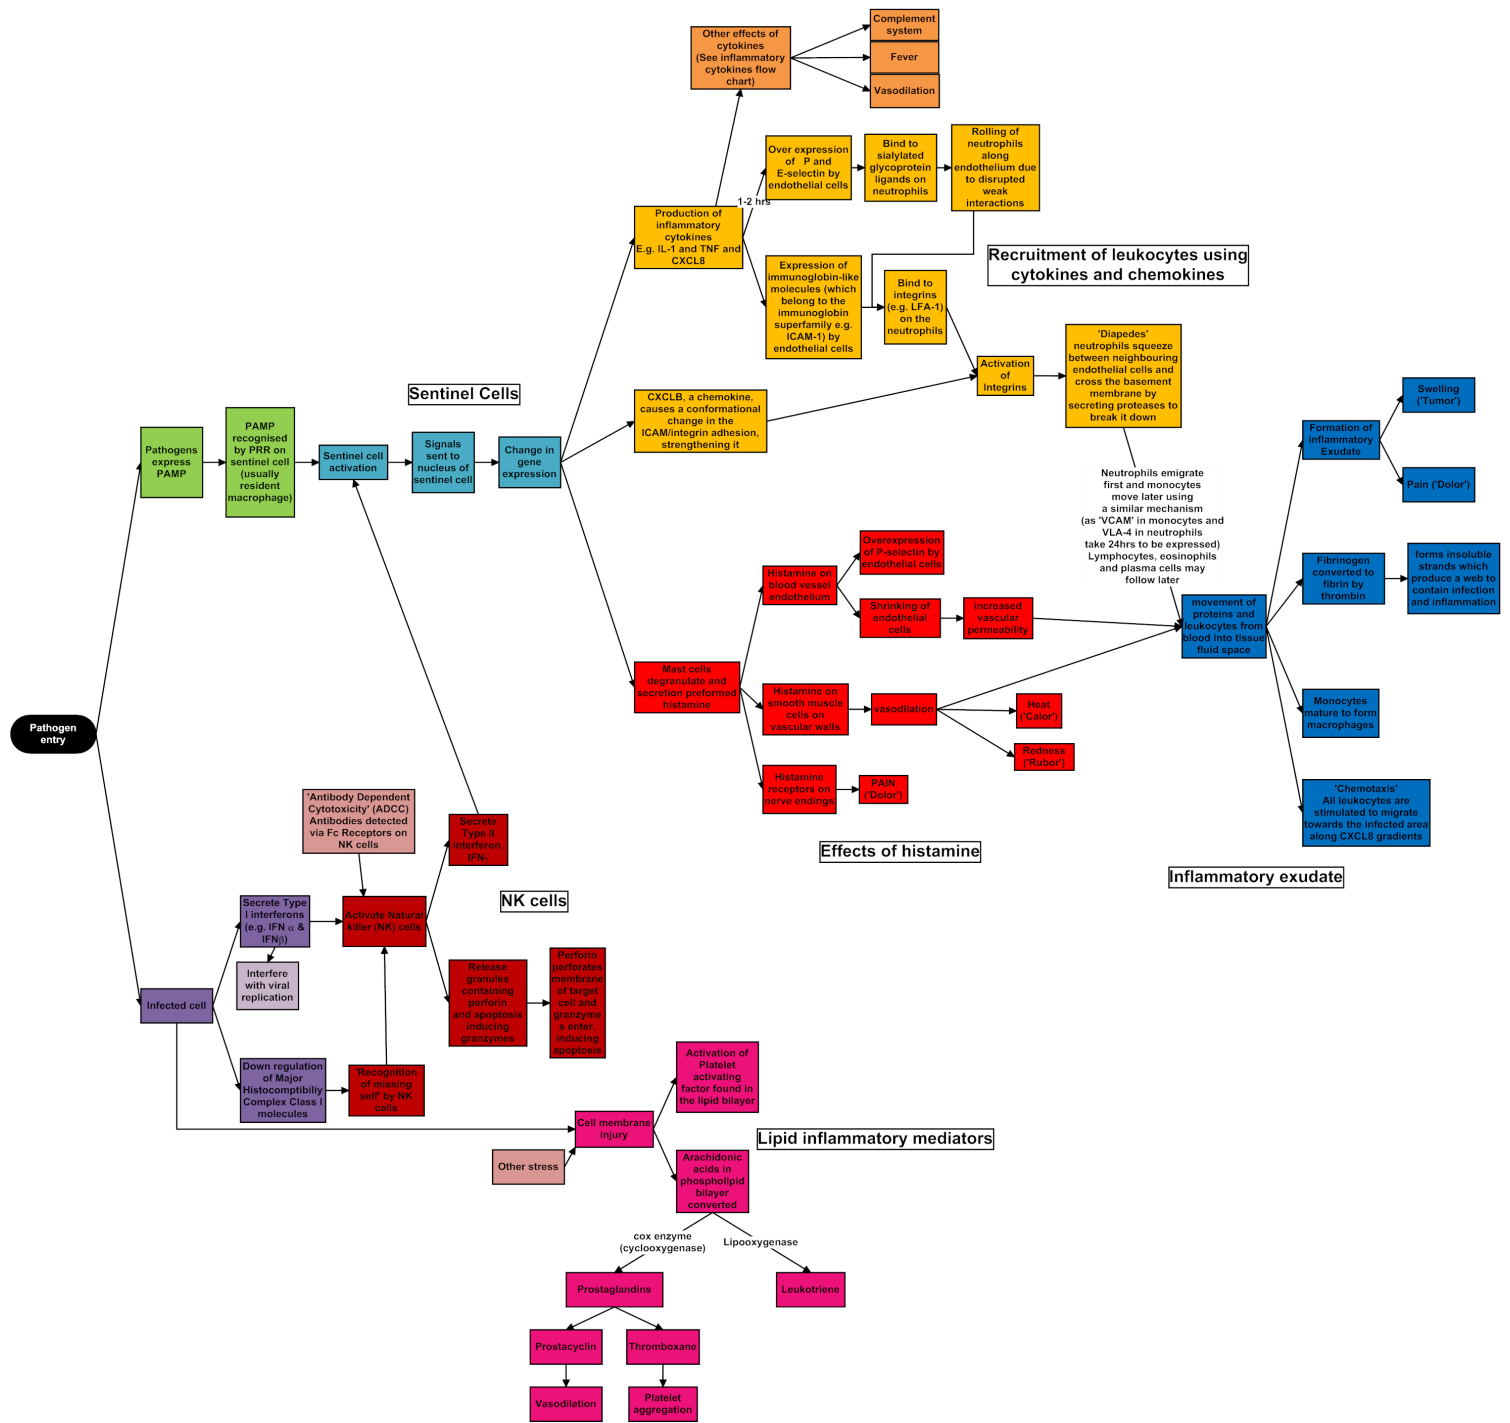 Complement
system
Fever
Vasodilation
Other effects of
cytokines
(See inflammatory
cytokines flow
chart)
Over expression
of P and
E-selectin by
endothelial cells
Bind to
sialylated
glycoprotein
ligands on
neutrophils
Rolling of
neutrophils
along
endothelium due
to disrupted
weak
interactions
1-2 hrs
Production of
inflammatory
cytokines
E.g. IL-1 and TNF and
CXCL8
Expression of
immunoglobin-like
molecules (which
belong to the
immunoglobin
superfamily e.g.
ICAM-1) by
endothelial cells
Bind to
integrins
(e.g. LFA-1)
on the
neutrophils
Recruitment of leukocytes using
cytokines and chemokines
Activation
of
Integrins
'Diapedes'
neutrophils squeeze
between neighbouring
endothelial cells and
cross the basement
membrane by
secreting proteases to
break it down
CXCLB, a chemokine,
causes a conformational
change in the
ICAM/integrin adhesion,
strengthening it
Sentinel Cells
Pathogens
express
PAMP
PAMP
recognised
by PRR on
sentinel cell
(usually
resident
macrophage)
Sentinel cell
activation
Signals
sent to
nucleus of
sentinel cell
Change in
gene
expression
Neutrophils emigrate
first and monocytes
move later using
a similar mechanism
(as 'VCAM' in monocytes and
VLA-4 in neutrophils
take 24hrs to be expressed)
Lymphocytes, eosinophils
and plasma cells may
follow later
Formation of
inflammatory
Exudate
Swelling
('Tumor')
Pain ('Dolor')
Fibrinogen
converted to
fibrin by
thrombin
forms insoluble
strands which
produce a web to
contain infection
and inflammation
movement of
proteins and
leukocytes from
blood into tissue
fluid space
Monocytes
mature to form
macrophages
'Chemotaxis'
All leukocytes are
stimulated to migrate
towards the infected area
along CXCL8 gradients
Inflammatory exudate
Mast cells
degranulate and
secretion preformed
histamine
Histamine on
blood vessel
endothelium
Overexpression
of P-selectin by
endothelial cells
Shrinking of
endothelial
cells
increased
vascular
permeability
Histamine on
smooth muscle
cells on
vascular walls
vasodilation
Heat
('Calor')
Redness
('Rubor')
Histamine
receptors on
nerve endings
PAIN
('Dolor')
Effects of histamine
Pathogen
entry
'Antibody Dependent
Cytotoxicity' (ADCC)
Antibodies detected
via Fc Receptors on
NK cells
Secrete
Type II
interferon,
IFNγ
NK cells
Secrete Type
I interferons
(e.g. IFN α &
IFNβ)
Activate Natural
killer (NK) cells
Interfere
with viral
replication
Infected cell
Release
granules
containing
perforin
and apoptosis
inducing
granzymes
Perforin
perforates
membrane
of target
cell and
granzyme
s enter,
inducing
apoptosis
Down regulation
of Major
Histocomptibiliy
Complex Class I
molecules
'Recognition
of missing
self' by NK
cells
Cell membrane
injury
Other stress
Activation of
Platelet
activating
factor found in
the lipid bilayer
Lipid inflammatory mediators
Arachidonic
acids in
phospholipid
bilayer
converted
cox enzyme
(cyclooxygenase)
Lipooxygenase
Prostaglandins
Leukotriene
Prostacyclin
Thromboxane
Vasodilation
Platelet
aggregation